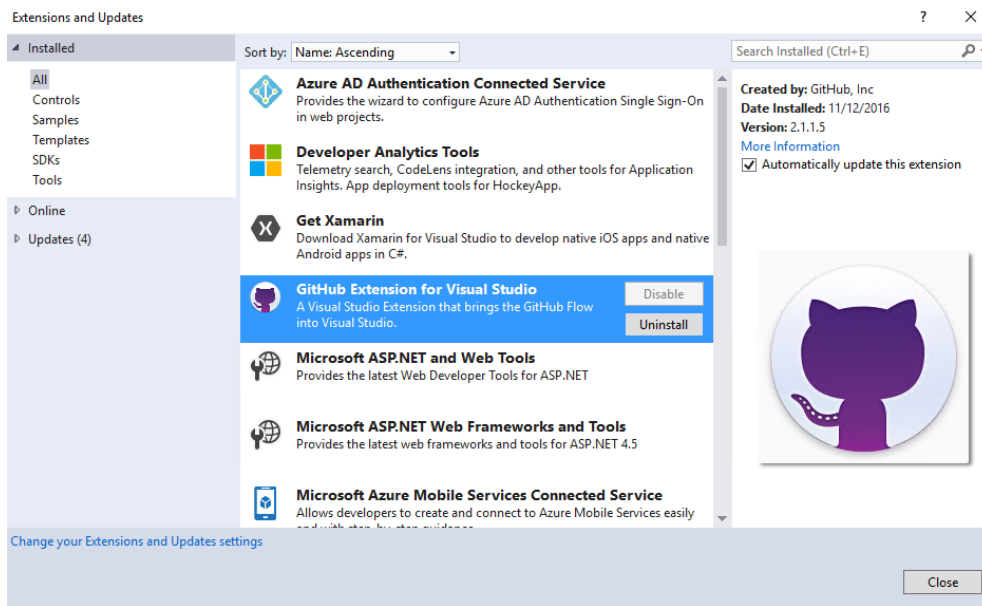 Extensions and Updates
? X
Installed
All
Controls
Samples
Templates
SDKs
Tools
Online
Updates (4)
Sort by: Name: Ascending
Azure AD Authentication Connected Service
Provides the wizard to configure Azure AD Authentication Single Sign-On
in web projects.
Developer Analytics Tools
Telemetry search, CodeLens integration, and other tools for Application
Insights. App deployment tools for HockeyApp.
Get Xamarin
Download Xamarin for Visual Studio to develop native iOS apps and native
Android apps in C#.
GitHub Extension for Visual Studio
A Visual Studio Extension that brings the GitHub Flow
into Visual Studio.
Disable
Uninstall
Microsoft ASP.NET and Web Tools
Provides the latest Web Developer Tools for ASP.NET
Microsoft ASP.NET Web Frameworks and Tools
Provides the latest web frameworks and tools for ASP.NET 4.5
Microsoft Azure Mobile Services Connected Service
Allows developers to create and connect to Azure Mobile Services easily
and with step-by-step guidance.
Search Installed (Ctrl+E)
Created by: GitHub, Inc
Date Installed: 11/12/2016
Version: 2.1.1.5
More Information
Automatically update this extension
Change your Extensions and Updates settings
Close